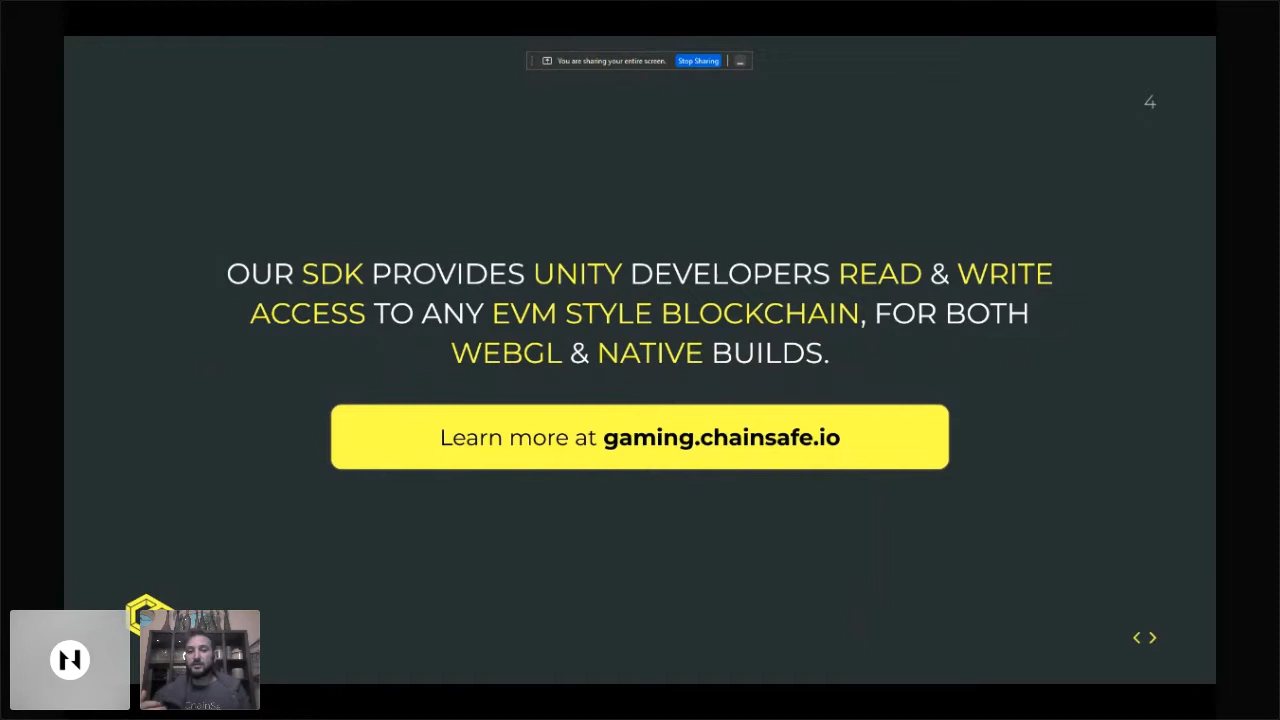 You are sharing your entire screen.
Stop Sharing
4
OUR SDK PROVIDES UNITY DEVELOPERS READ & WRITE
ACCESS TO ANY EVM STYLE BLOCKCHAIN, FOR BOTH
WEBGL & NATIVE BUILDS.
Learn more at gaming.chainsafe.io